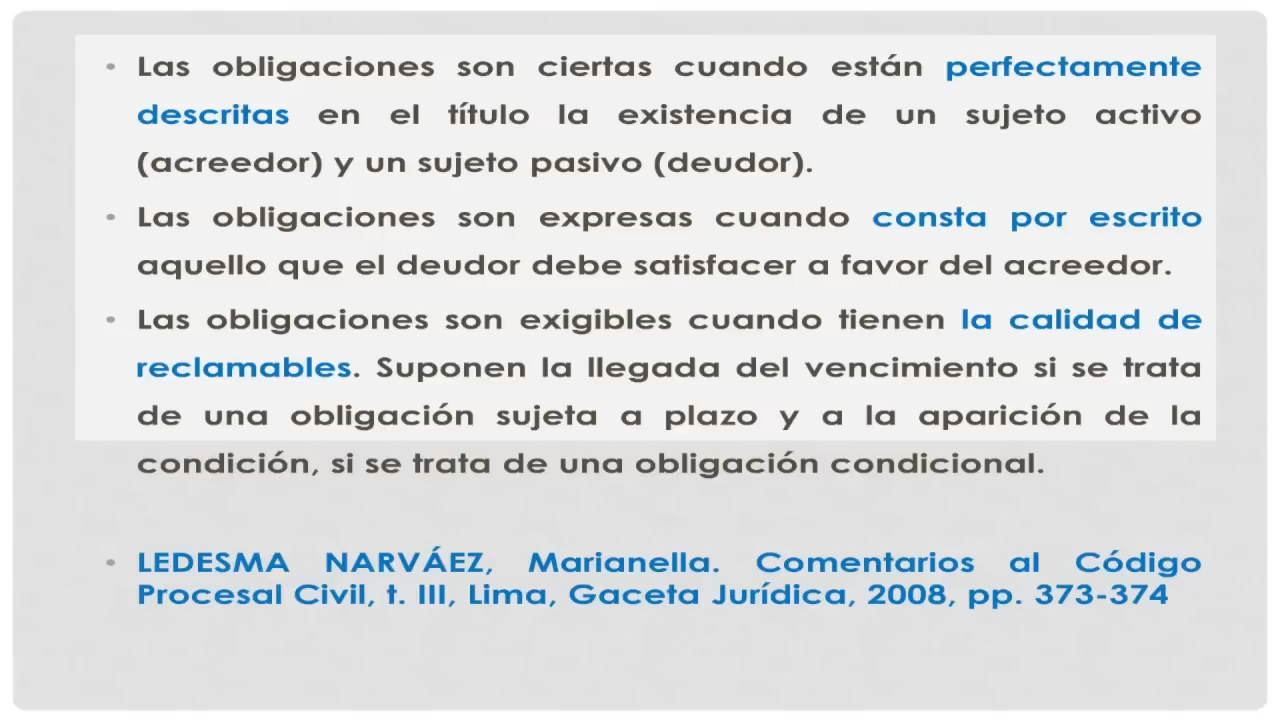 • Las obligaciones son ciertas cuando están perfectamente
descritas en el título la existencia de un sujeto activo
(acreedor) y un sujeto pasivo (deudor).
• Las obligaciones son expresas cuando consta por escrito
aquello que el deudor debe satisfacer a favor del acreedor.
• Las obligaciones son exigibles cuando tienen la calidad de
reclamables. Suponen la llegada del vencimiento si se trata
de una obligación sujeta a plazo y a la aparición de la
condición, si se trata de una obligación condicional.
• LEDESMA NARVÁEZ, Marianella. Comentarios al Código
Procesal Civil, t. III, Lima, Gaceta Jurídica, 2008, pp. 373-374